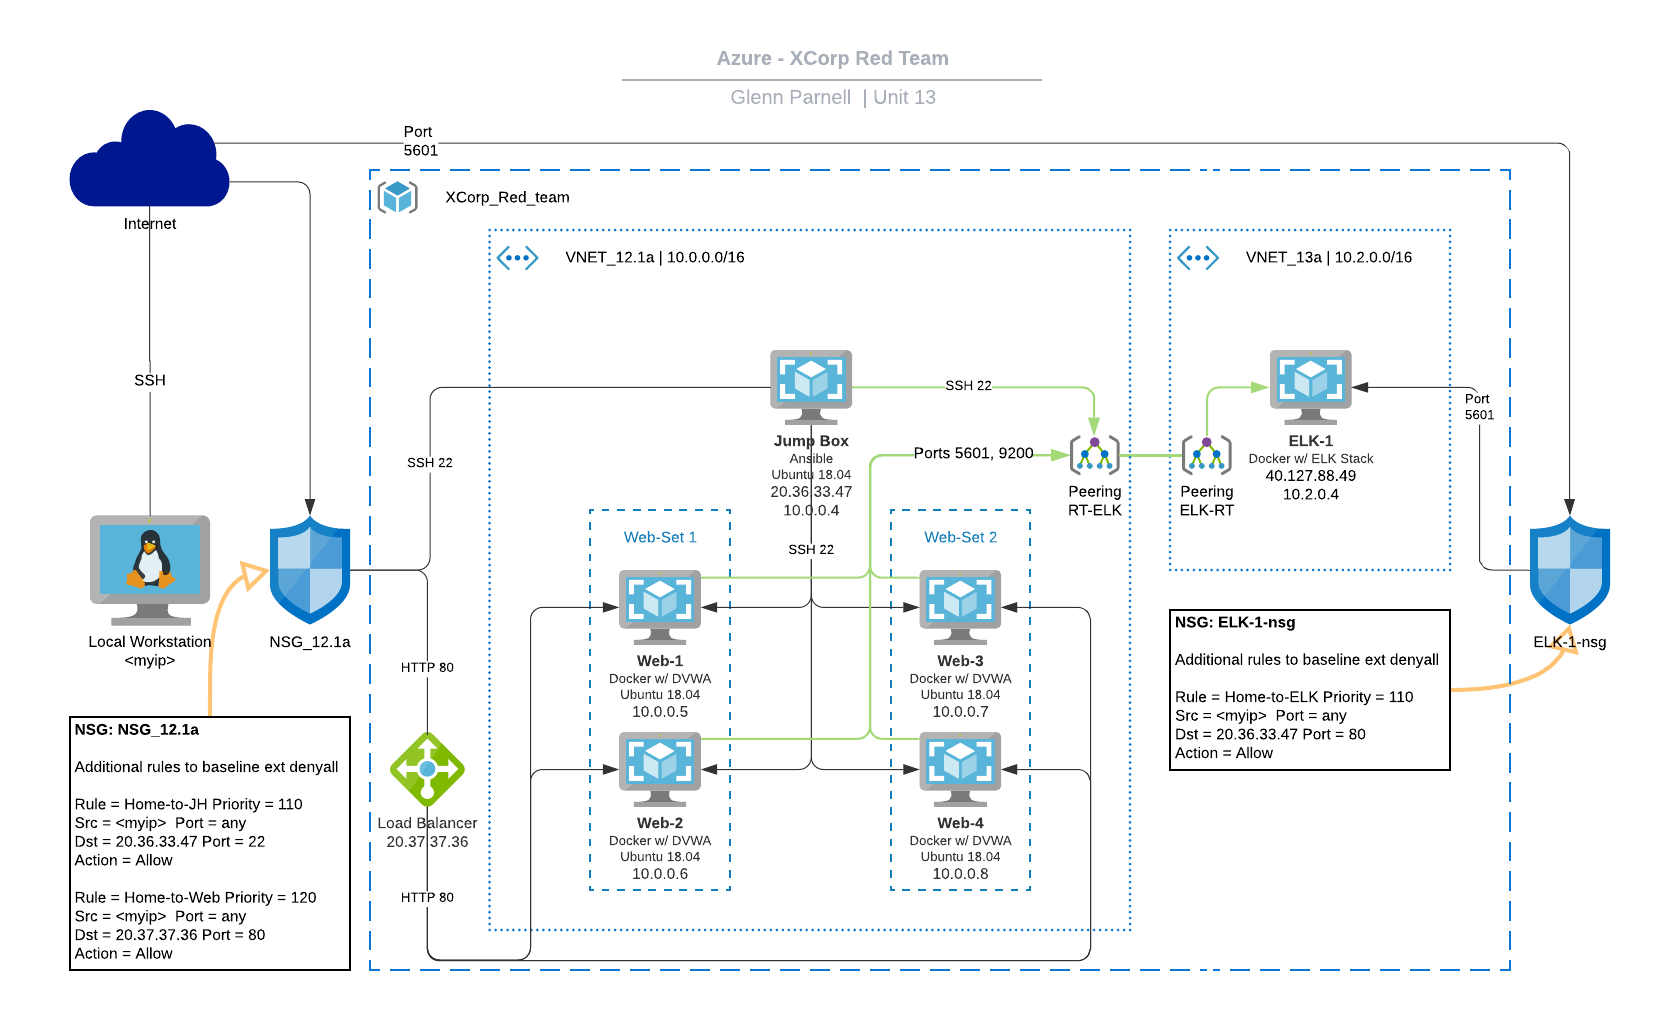 Azure - XCorp Red Team
Glenn Parnell | Unit 13
Port
5601
Internet
XCorp_Red_team
VNET_12.1a | 10.0.0.0/16
VNET_13a | 10.2.0.0/16
SSH
SSH 22
SSH 22
Port
5601
Jump Box
Ansible
Ubuntu 18.04
20.36.33.47
10.0.0.4
Ports 5601, 9200
Peering
RT-ELK
Peering
ELK-RT
ELK-1
Docker w/ ELK Stack
40.127.88.49
10.2.0.4
Web-Set 1
SSH 22
Web-Set 2
Local Workstation
<myip>
NSG_12.1a
ELK-1-nsg
HTTP 80
Web-1
Docker w/ DVWA
Ubuntu 18.04
10.0.0.5
Web-3
Docker w/ DVWA
Ubuntu 18.04
10.0.0.7
NSG: ELK-1-nsg
Additional rules to baseline ext denyall
Rule = Home-to-ELK Priority = 110
Src = <myip>  Port = any
Dst = 20.36.33.47 Port = 80
Action = Allow
NSG: NSG_12.1a
Additional rules to baseline ext denyall
Rule = Home-to-JH Priority = 110
Src = <myip>  Port = any
Dst = 20.36.33.47 Port = 22
Action = Allow
Rule = Home-to-Web Priority = 120
Src = <myip>  Port = any
Dst = 20.37.37.36 Port = 80
Action = Allow
Load Balancer
20.37.37.36
HTTP 80
Web-2
Docker w/ DVWA
Ubuntu 18.04
10.0.0.6
Web-4
Docker w/ DVWA
Ubuntu 18.04
10.0.0.8